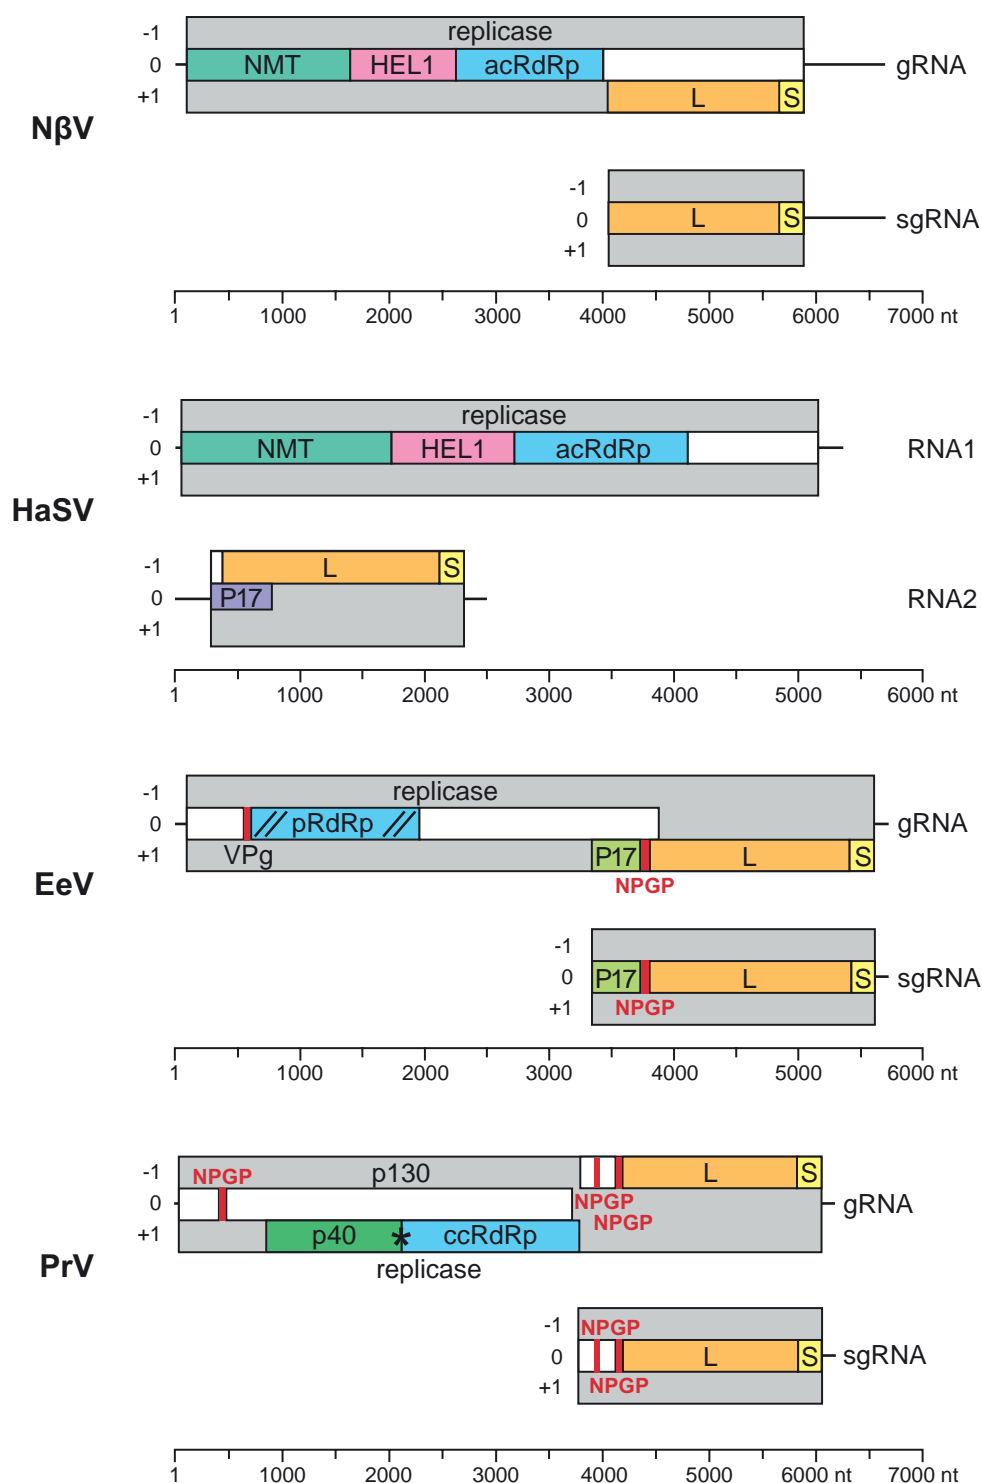 -1 replicase
0 NMT HEL1 acRdRp gRNA
+1 L S
NβV
-1
0 L S sgRNA
+1
1 1000 2000 3000 4000 5000 6000 7000 nt
-1 replicase
0 NMT HEL1 acRdRp RNA1
+1
HaSV
-1 L S
0 P17 RNA2
+1
1 1000 2000 3000 4000 5000 6000 nt
-1 replicase
0 pRdRp gRNA
+1 VPg P17 L S
EeV NPGP
-1
0 P17 L S sgRNA
+1 NPGP
1 1000 2000 3000 4000 5000 6000 nt
-1 NPGP p130 L S
0 NPGP gRNA
NPGP
+1 p40 * ccRdRp
PrV replicase
-1 NPGP
0 L S sgRNA
+1 NPGP
1 1000 2000 3000 4000 5000 6000 nt 7000